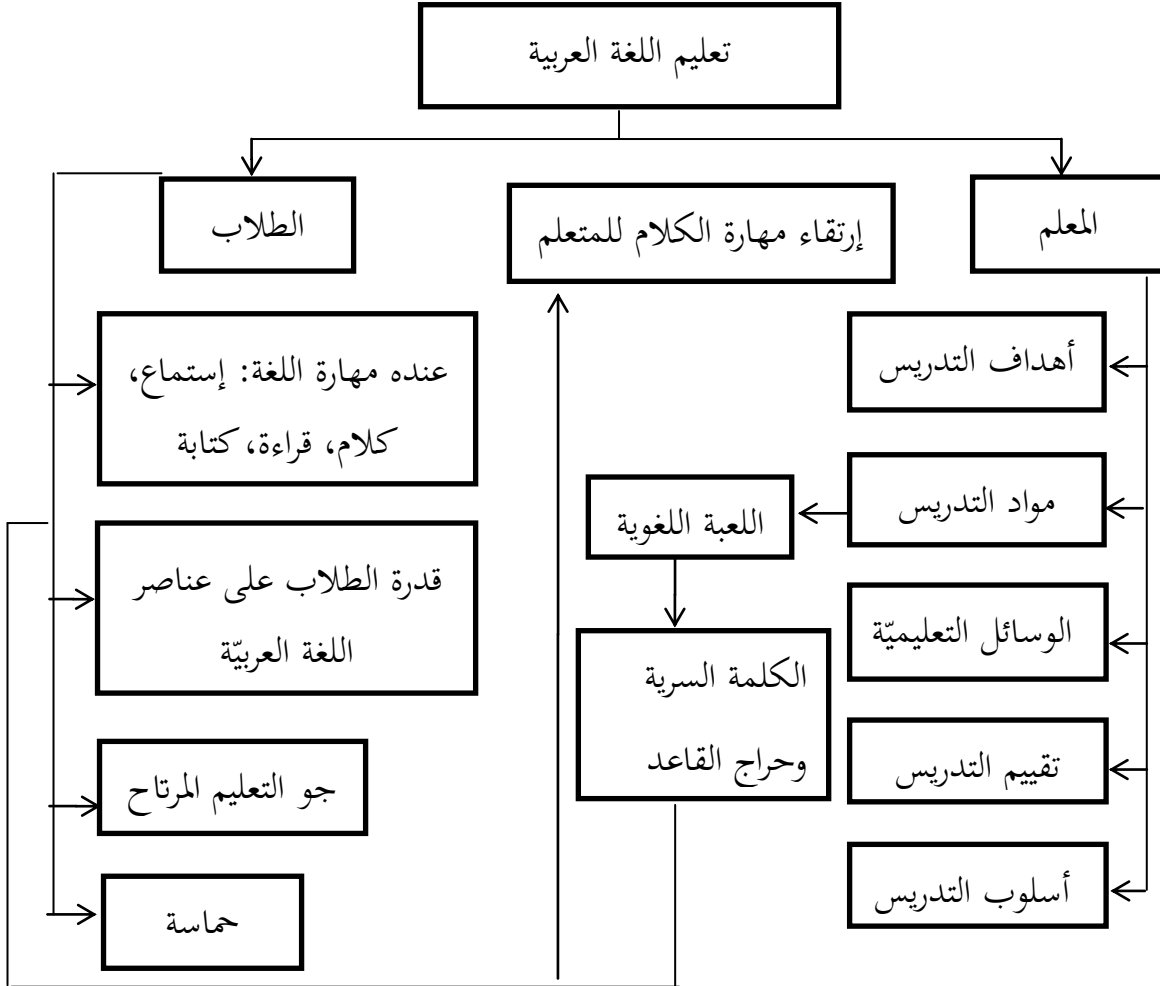 تعليم اللغة العربية
المعلم
إرتقاء مهارة الكلام للمتعلم
الطلاب
أهداف التدريس
مواد التدريس
الوسائل التعليميّة
تقييم التدريس
أسلوب التدريس
اللعبة اللغوية
الكلمة السرية
وحراج القاعد
عنده مهارة اللغة: إستماع،
كلام، قراءة، كتابة
قدرة الطلاب على عناصر
اللغة العربيّة
جو التعليم المرتاح
حماسة